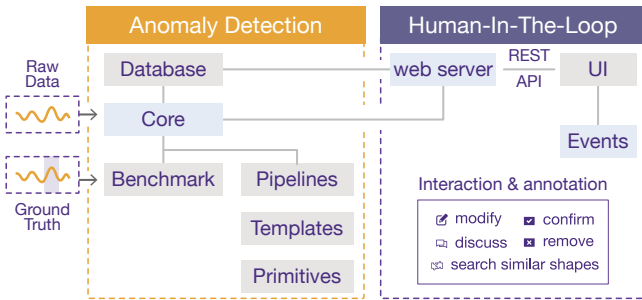 Anomaly Detection
Human-In-The-Loop
Raw
Data
Database
web server
REST
API
UI
Core
Events
Ground
Truth
Benchmark
Pipelines
Templates
Primitives
Interaction & annotation
modify
confirm
discuss
remove
search similar shapes